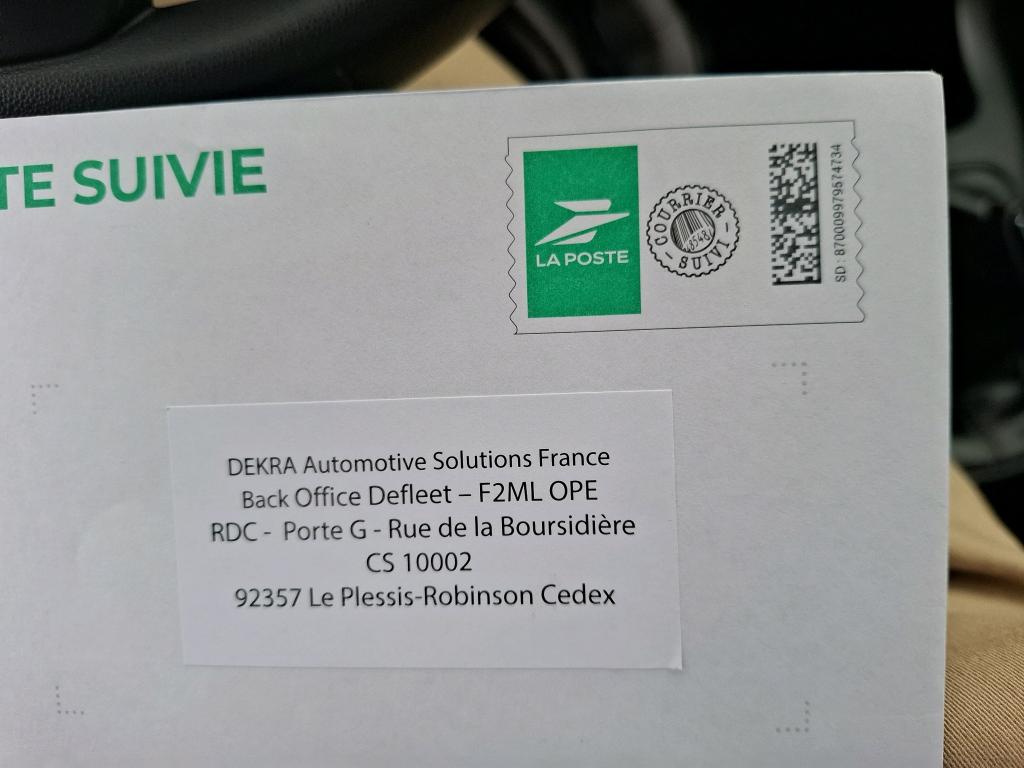 TE SUIVIE
LA POSTE
COURRIER
SUIVI
SD : 870009979574734
DEKRA Automotive Solutions France
Back Office Defleet – F2ML OPE
RDC - Porte G - Rue de la Boursidière
CS 10002
92357 Le Plessis-Robinson Cedex